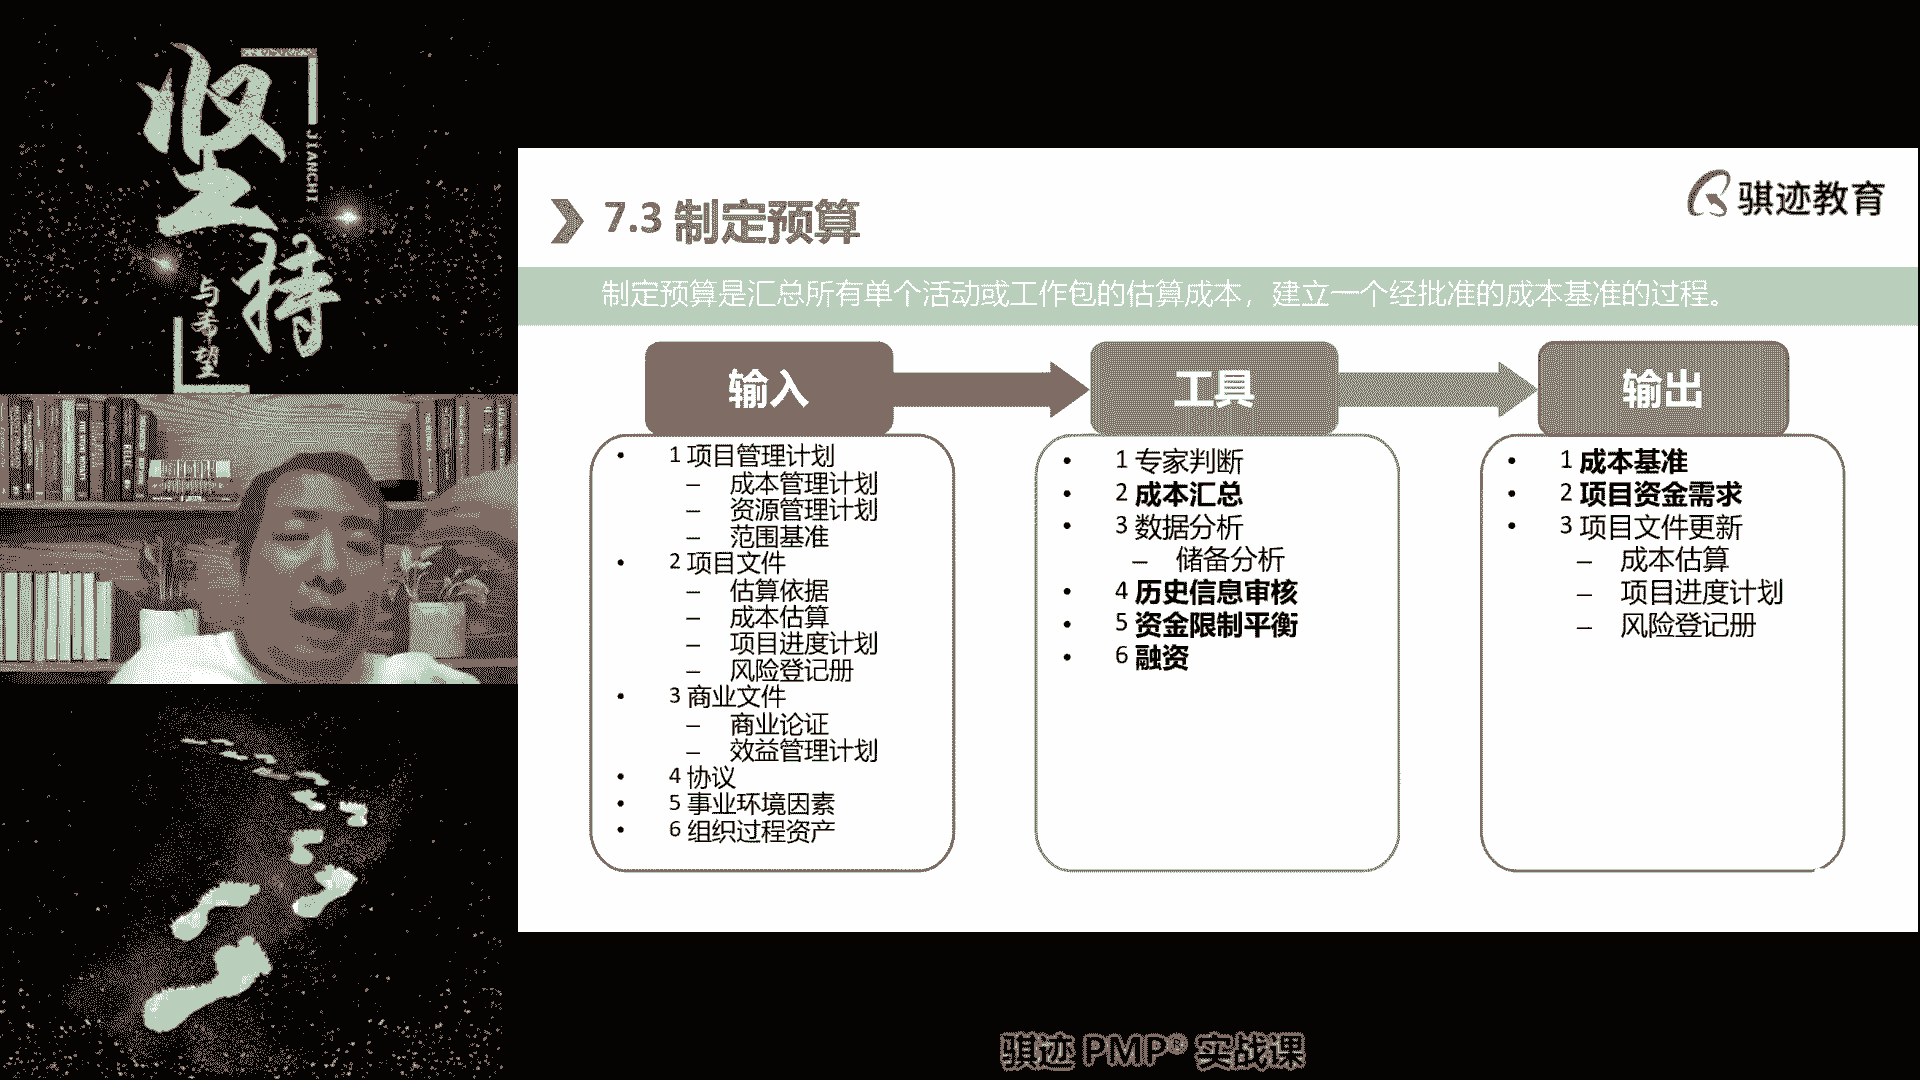 坚持
JIANCHI
与希望
骐迹教育
7.3 制定预算
制定预算是汇总所有单个活动或工作包的估算成本，建立一个经批准的成本基准的过程。
输入
• 1 项目管理计划
– 成本管理计划
– 资源管理计划
– 范围基准
• 2 项目文件
– 估算依据
– 成本估算
– 项目进度计划
– 风险登记册
• 3 商业文件
– 商业论证
– 效益管理计划
• 4 协议
• 5 事业环境因素
• 6 组织过程资产
工具
• 1 专家判断
• 2 成本汇总
• 3 数据分析
– 储备分析
• 4 历史信息审核
• 5 资金限制平衡
• 6 融资
输出
• 1 成本基准
• 2 项目资金需求
• 3 项目文件更新
– 成本估算
– 项目进度计划
– 风险登记册
骐迹 PMP® 实战课